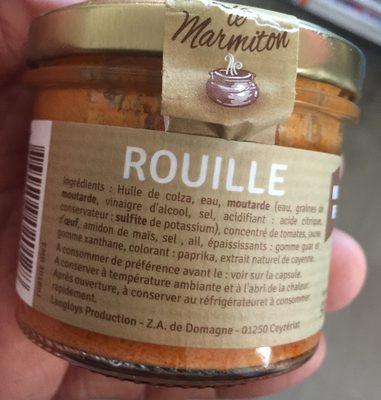 le
Marmiton
ROUILLE
Ingrédients : Huile de colza, eau, moutarde (eau, graines de
moutarde, vinaigre d'alcool, sel, acidifiant : acide citrique,
conservateur : sulfite de potassium), concentré de tomates, jaune
d'œuf, amidon de maïs, sel , ail, épaississants : gomme guar et
gomme xanthane, colorant : paprika, extrait naturel de cayenne.
A consommer de préférence avant le : voir sur la capsule.
A conserver à température ambiante et à l'abri de la chaleur.
Après ouverture, à conserver au réfrigérateur et à consommer
rapidement.
Langloys Production - Z.A. de Domagne - 01250 Ceyzériat